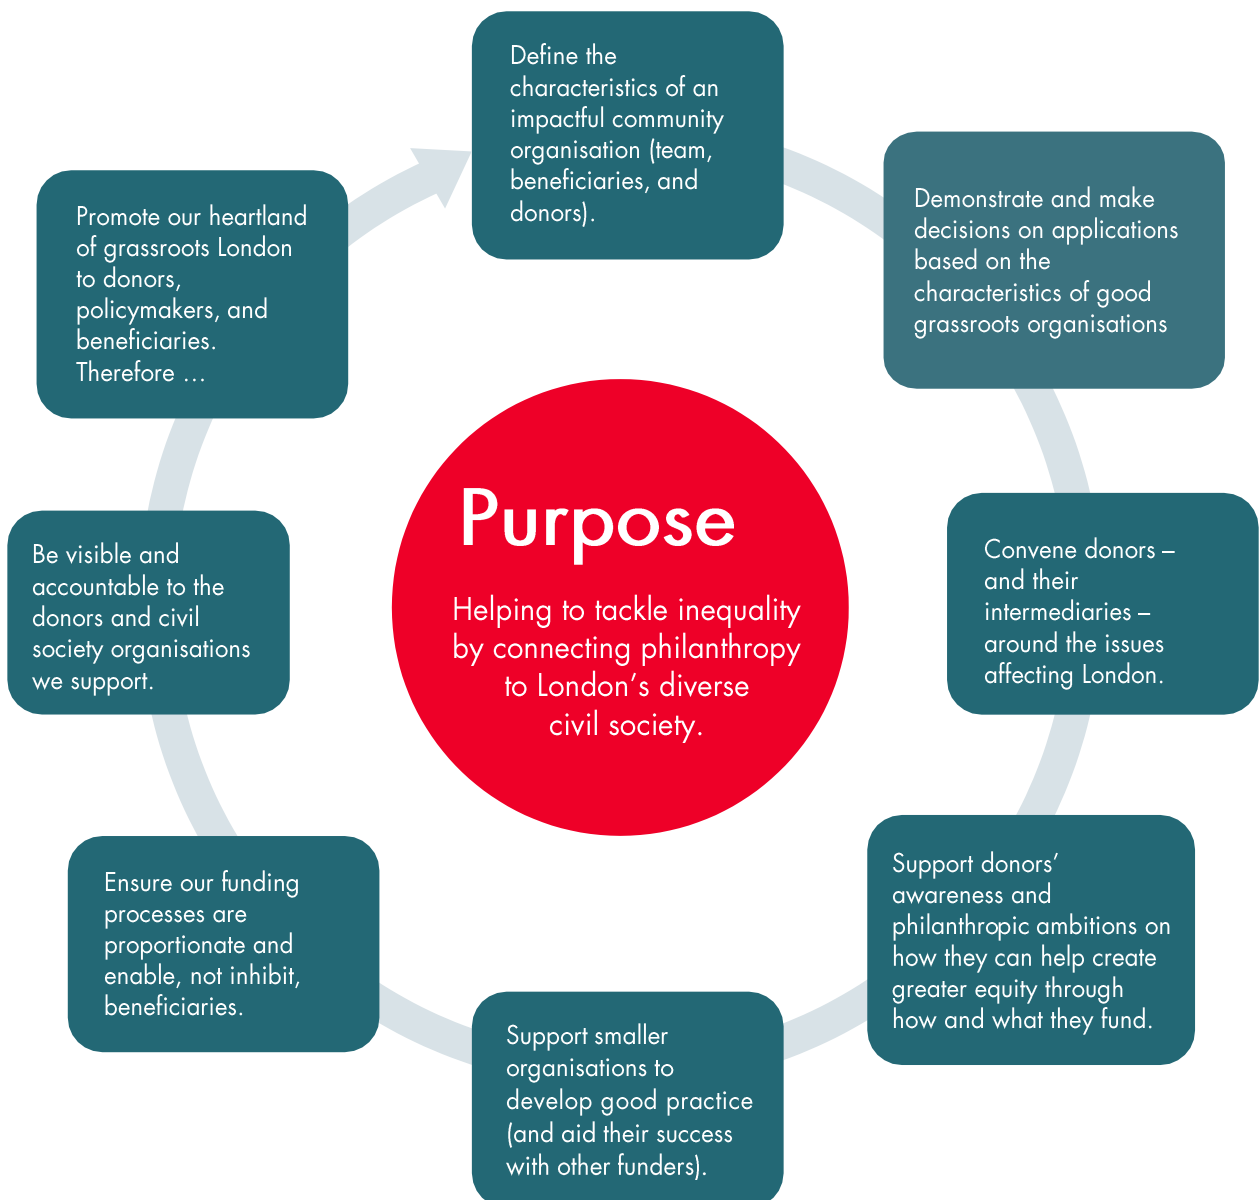 Define the
characteristics of an
impactful community
organisation (team,
beneficiaries, and
donors).
Demonstrate and make
decisions on applications
based on the
characteristics of good
grassroots organisations
Convene donors –
and their
intermediaries –
around the issues
affecting London.
Support donors’
awareness and
philanthropic ambitions on
how they can help create
greater equity through
how and what they fund.
Support smaller
organisations to
develop good practice
(and aid their success
with other funders).
Ensure our funding
processes are
proportionate and
enable, not inhibit,
beneficiaries.
Be visible and
accountable to the
donors and civil
society organisations
we support.
Promote our heartland
of grassroots London
to donors,
policymakers, and
beneficiaries.
Therefore ...
Purpose
Helping to tackle inequality
by connecting philanthropy
to London’s diverse
civil society.